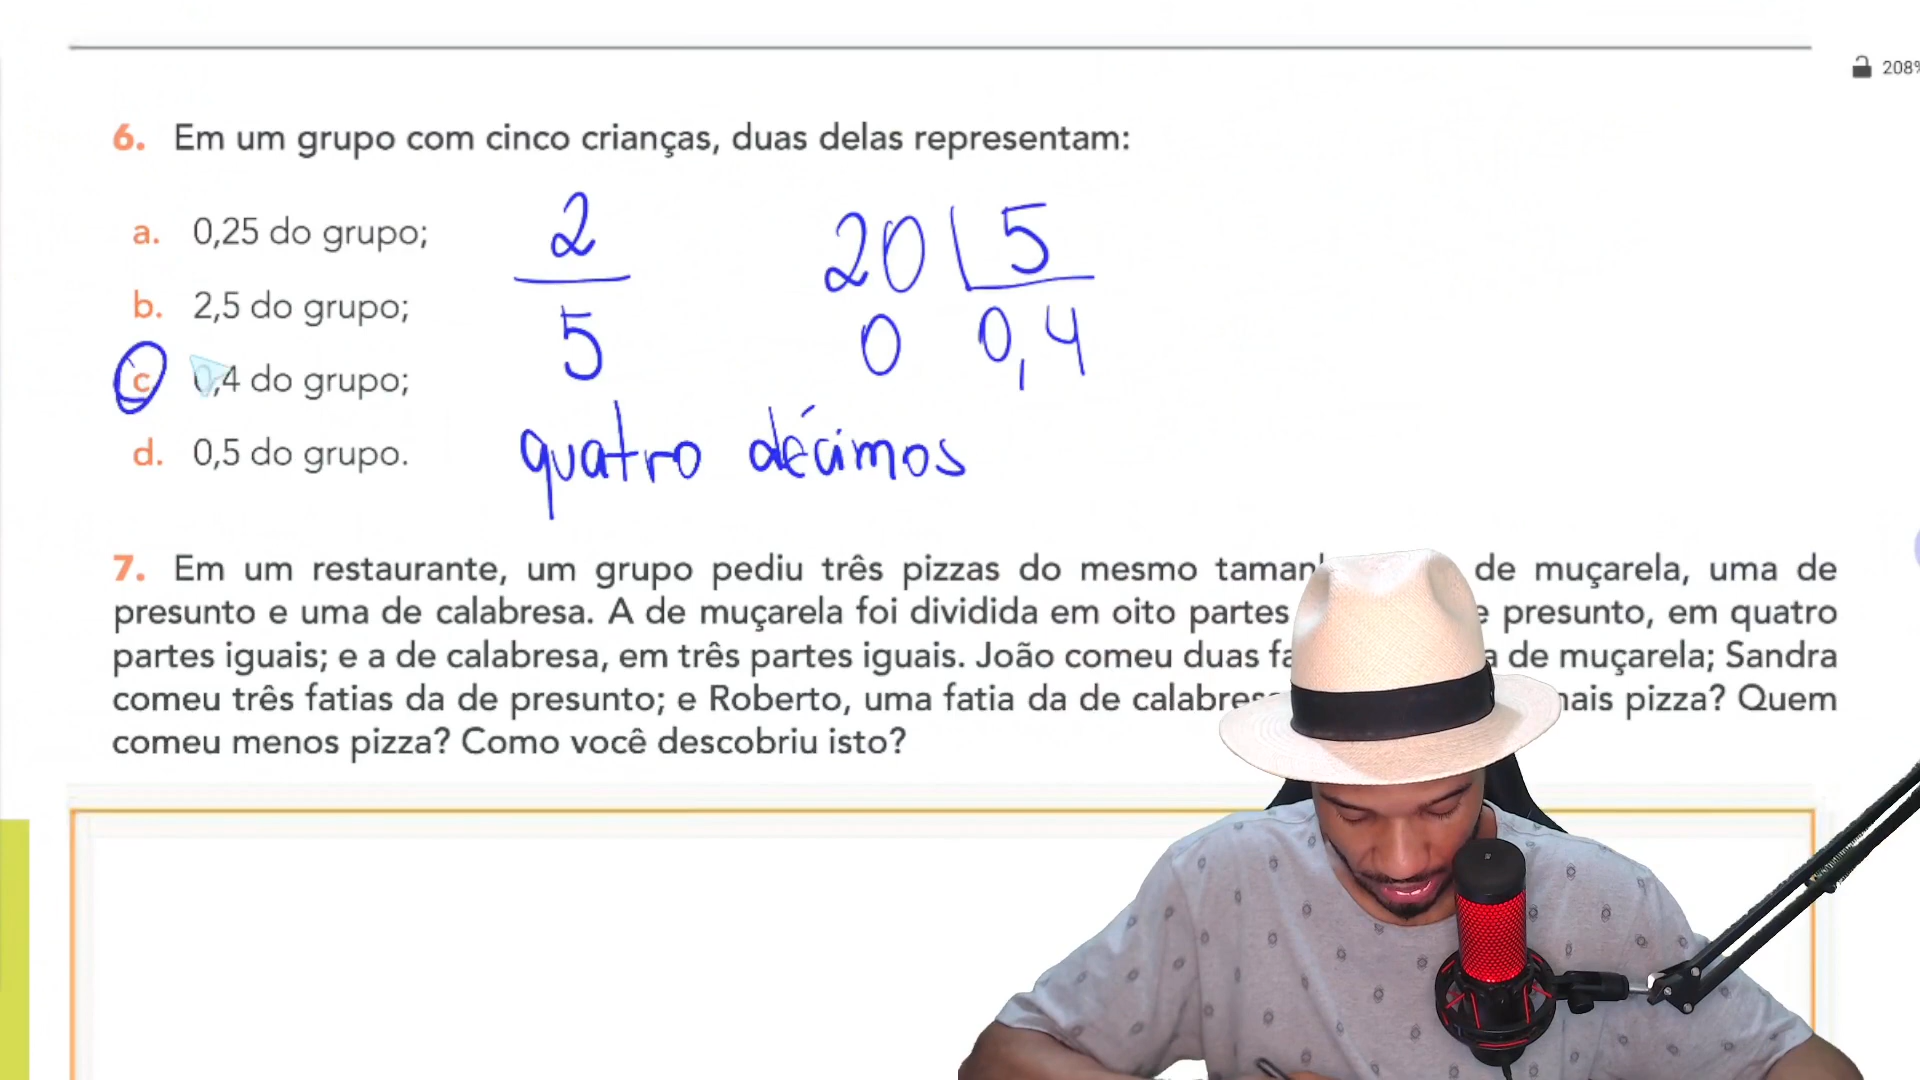 208%
6. Em um grupo com cinco crianças, duas delas representam:
a. 0,25 do grupo;
b. 2,5 do grupo;
c. 0,4 do grupo;
d. 0,5 do grupo.
2
5
20 5
0 0,4
quatro décimos
7. Em um restaurante, um grupo pediu três pizzas do mesmo de muçarela, uma de
presunto e uma de calabresa. A de muçarela foi dividida em oito partes presunto, em quatro
partes iguais; e a de calabresa, em três partes iguais. João comeu duas de muçarela; Sandra
comeu três fatias da de presunto; e Roberto, uma fatia da de pizza? Quem
comeu menos pizza? Como você descobriu isto?